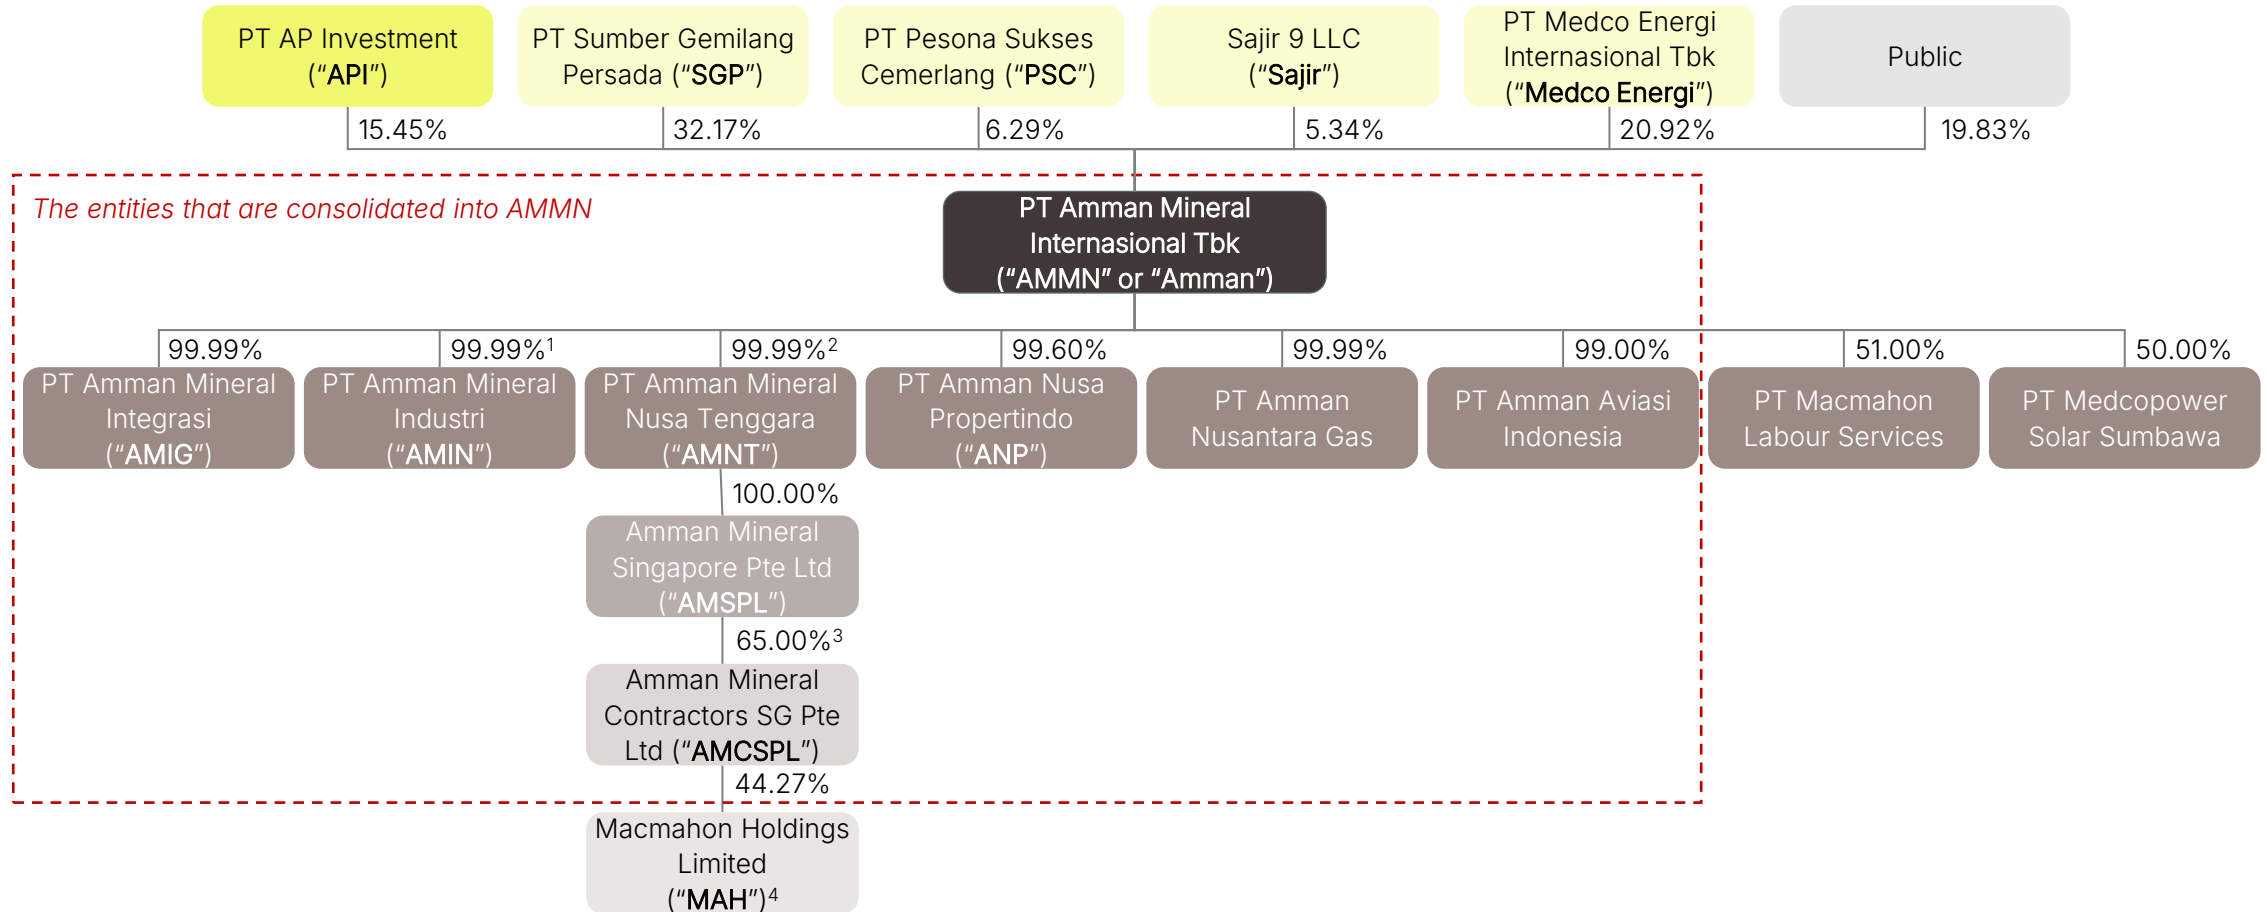 PT AP Investment
(“API”)
PT Sumber Gemilang
Persada (“SGP”)
PT Pesona Sukses
Cemerlang (“PSC”)
Sajir 9 LLC
(“Sajir”)
PT Medco Energi
Internasional Tbk
(“Medco Energi”)
Public
15.45%
32.17%
6.29%
5.34%
20.92%
19.83%
The entities that are consolidated into AMMN
PT Amman Mineral
Internasional Tbk
(“AMMN” or “Amman”)
99.99%
99.99%¹
99.99%²
99.60%
99.99%
99.00%
51.00%
50.00%
PT Amman Mineral
Integrasi
(“AMIG”)
PT Amman Mineral
Industri
(“AMIN”)
PT Amman Mineral
Nusa Tenggara
(“AMNT”)
PT Amman Nusa
Propertindo
(“ANP”)
PT Amman
Nusantara Gas
PT Amman Aviasi
Indonesia
PT Macmahon
Labour Services
PT Medcopower
Solar Sumbawa
100.00%
Amman Mineral
Singapore Pte Ltd
(“AMSPL”)
65.00%³
Amman Mineral
Contractors SG Pte
Ltd (“AMCSPL”)
44.27%
Macmahon Holdings
Limited
(“MAH”)⁴